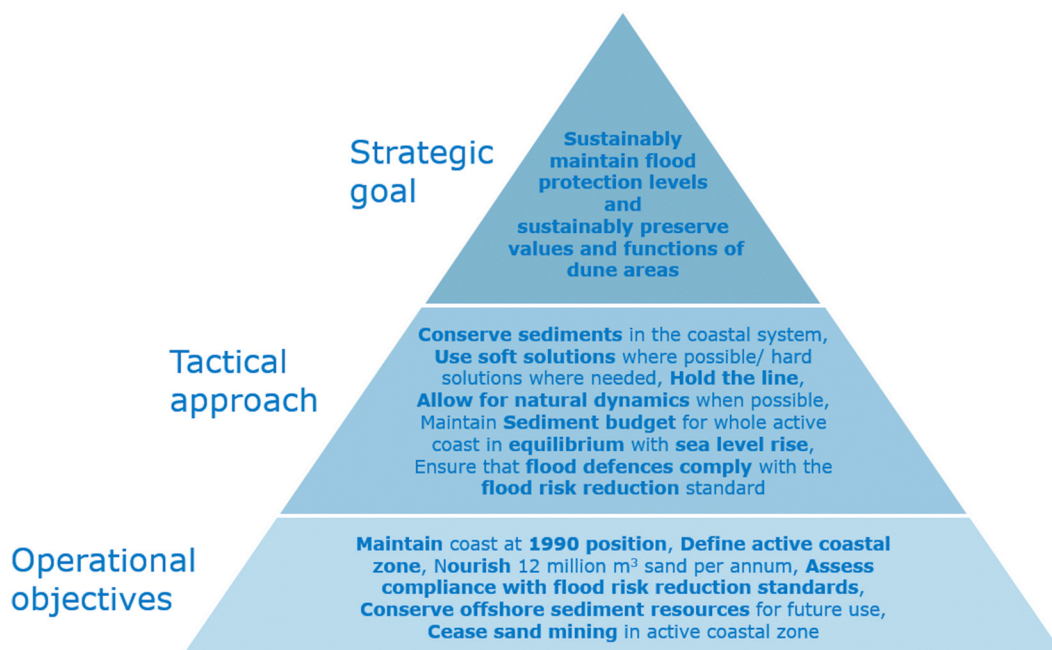 Strategic
goal
Sustainably
maintain flood
protection levels
and
sustainably preserve
values and functions of
dune areas
Tactical
approach
Conserve sediments in the coastal system,
Use soft solutions where possible/ hard
solutions where needed, Hold the line,
Allow for natural dynamics when possible,
Maintain Sediment budget for whole active
coast in equilibrium with sea level rise,
Ensure that flood defences comply with the
flood risk reduction standard
Operational
objectives
Maintain coast at 1990 position, Define active coastal
zone, Nourish 12 million m³ sand per annum, Assess
compliance with flood risk reduction standards,
Conserve offshore sediment resources for future use,
Cease sand mining in active coastal zone